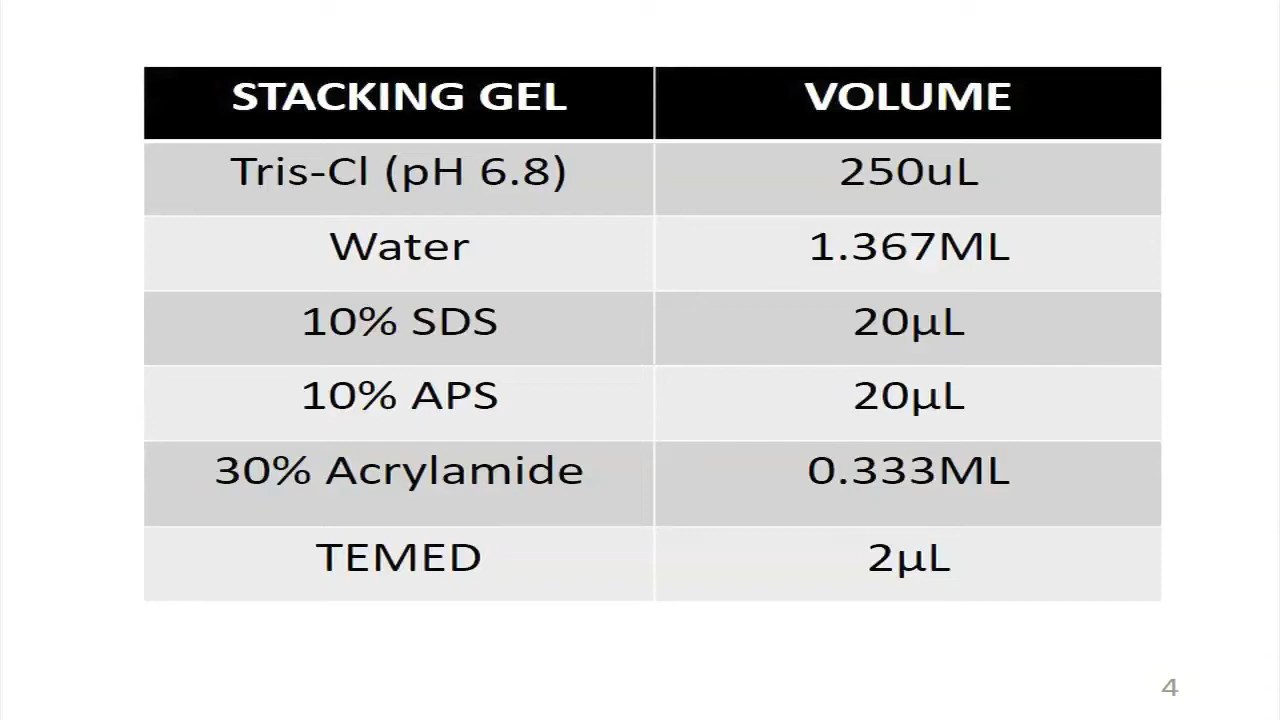 STACKING GEL VOLUME
Tris-Cl (pH 6.8) 250uL
Water 1.367ML
10% SDS 20µL
10% APS 20µL
30% Acrylamide 0.333ML
TEMED 2µL
4